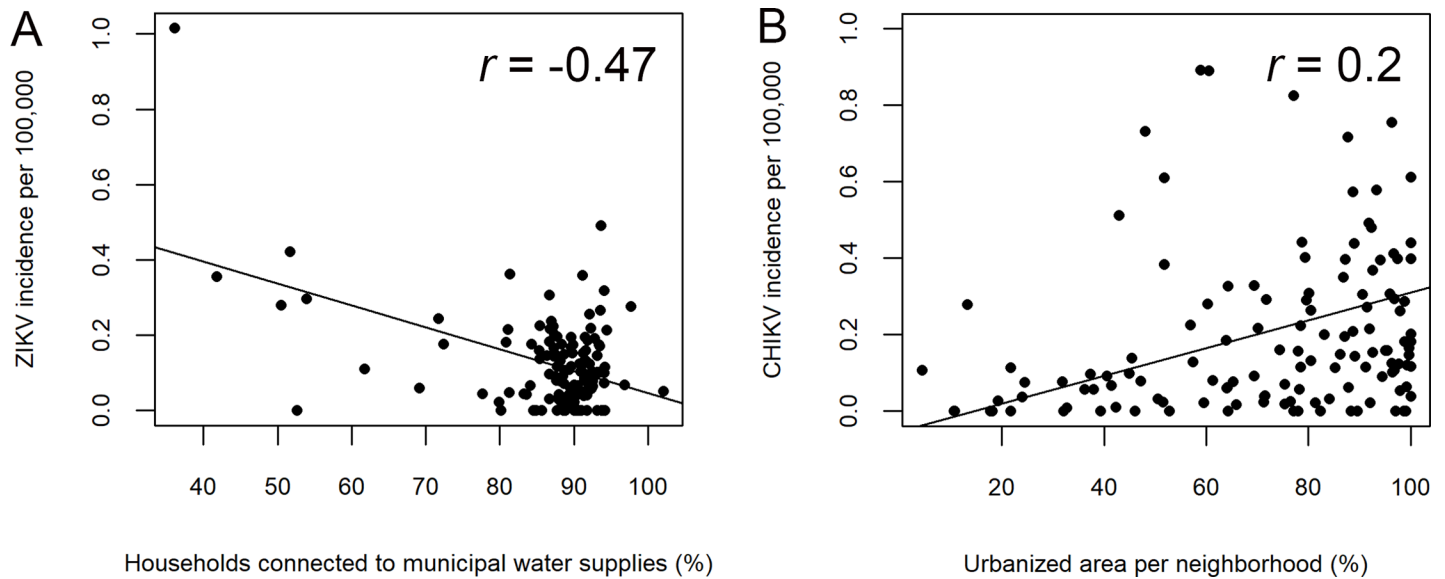 A
r = -0.47
ZIKV incidence per 100,000
1.0
0.8
0.6
0.4
0.2
0.0
40 50 60 70 80 90 100
Households connected to municipal water supplies (%)
B
r = 0.2
CHIKV incidence per 100,000
1.0
0.8
0.6
0.4
0.2
0.0
20 40 60 80 100
Urbanized area per neighborhood (%)